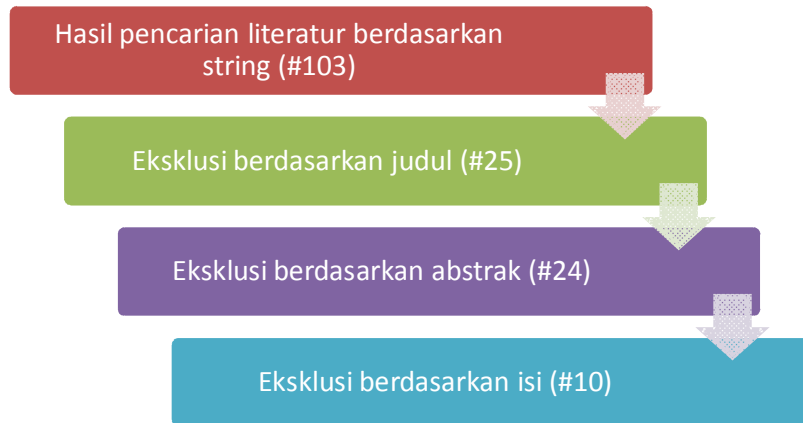 Hasil pencarian literatur berdasarkan
string (#103)
Eksklusi berdasarkan judul (#25)
Eksklusi berdasarkan abstrak (#24)
Eksklusi berdasarkan isi (#10)